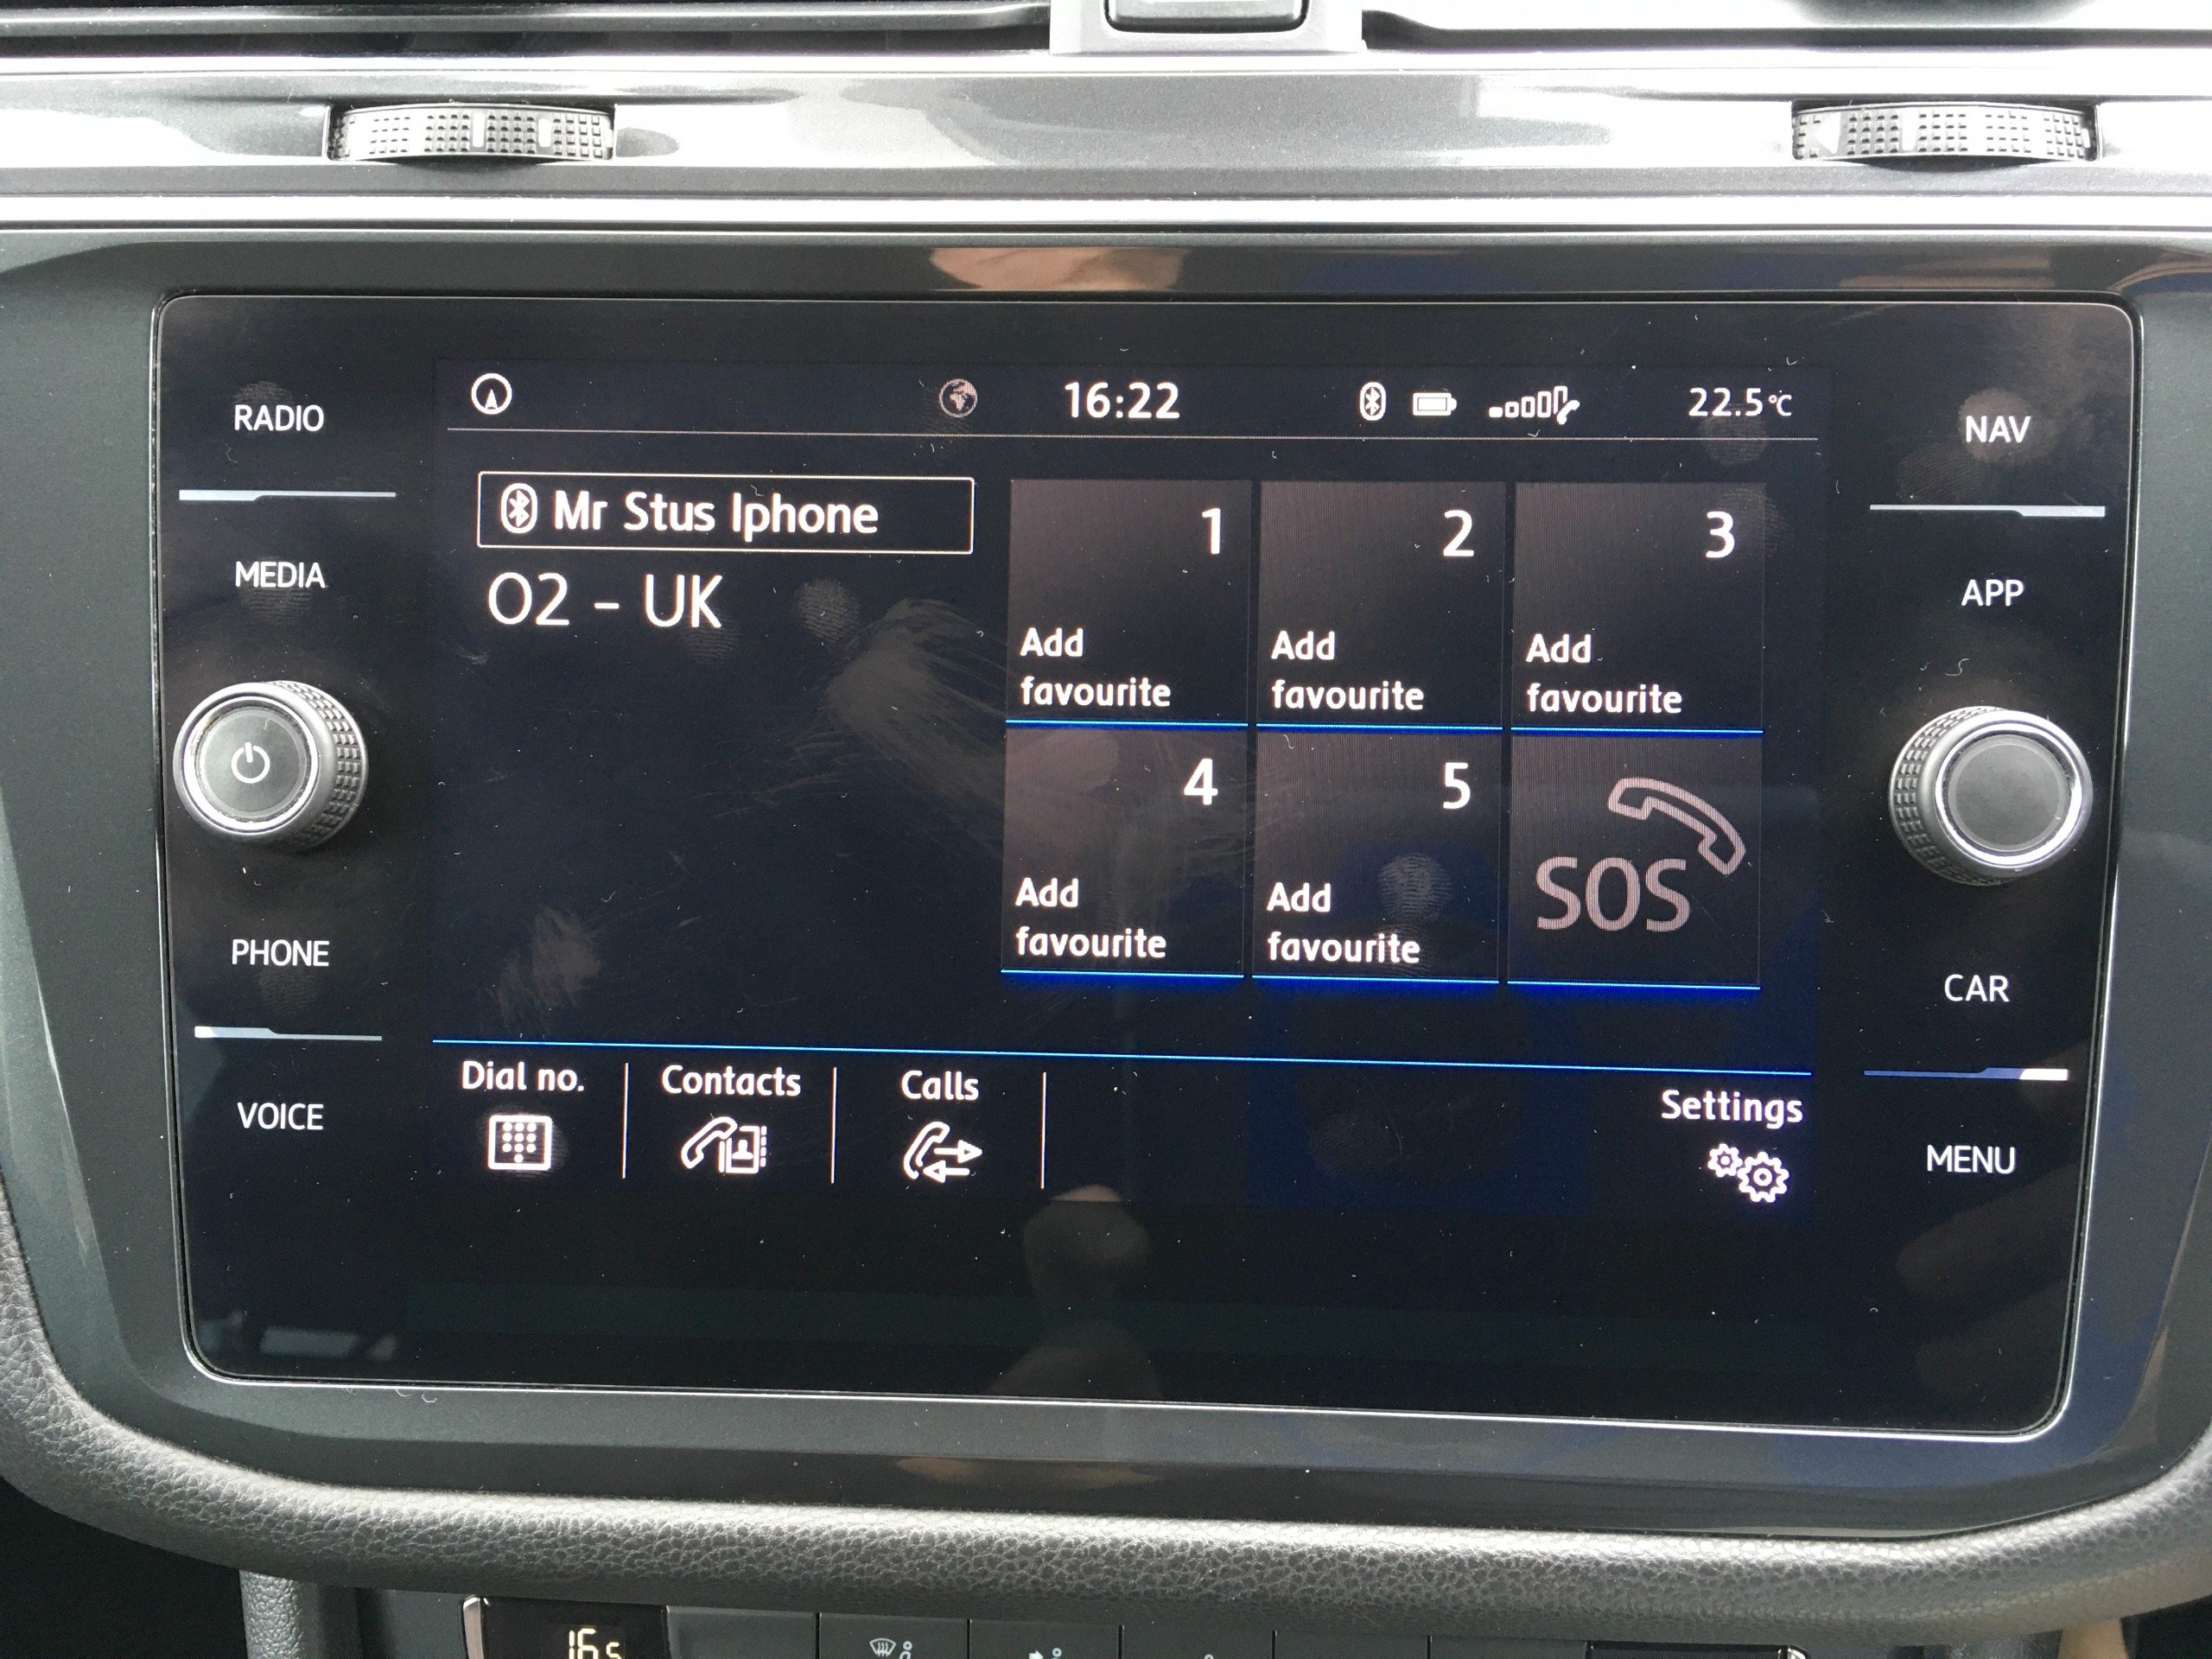 RADIO
MEDIA
PHONE
VOICE
16:22
22.5°C
Mr Stus Iphone
O2 - UK
1
Add
favourite
2
Add
favourite
3
Add
favourite
4
Add
favourite
5
Add
favourite
SOS
Dial no.
Contacts
Calls
Settings
NAV
APP
CAR
MENU
16.5